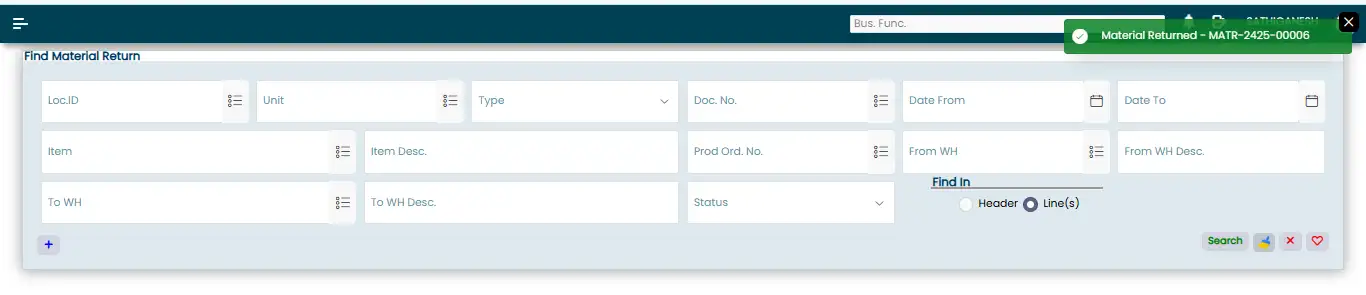 Bus. Func.
SATHIGANESH
Material Returned - MATR-2425-00006
Find Material Return
Loc.ID Unit Type Doc. No. Date From Date To
Item Item Desc. Prod Ord. No. From WH From WH Desc.
To WH To WH Desc. Status
Find In
Header Line(s)
+ Search